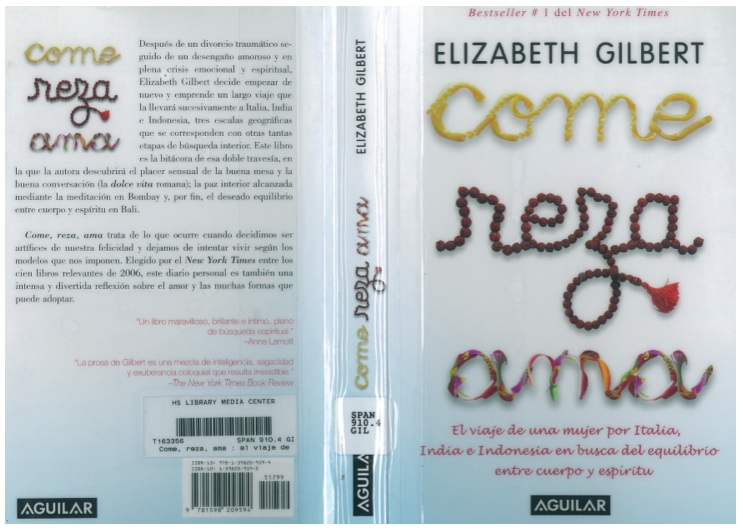 come
reza
ama
Después de un divorcio traumático se-
guido de un desengaño amoroso y en
plena crisis emocional y espiritual,
Elizabeth Gilbert decide empezar de
nuevo y emprende un largo viaje que
la llevará sucesivamente a Italia, India
e Indonesia, tres escalas geográficas
que se corresponden con otras tantas
etapas de búsqueda interior. Este libro
es la bitácora de esa doble travesía, en
la que la autora descubrirá el placer sensual de la buena mesa y la
buena conversación (la dolce vita romana); la paz interior alcanzada
mediante la meditación en Bombay y, por fin, el deseado equilibrio
entre cuerpo y espíritu en Bali.
Come, reza, ama trata de lo que ocurre cuando decidimos ser
artífices de nuestra felicidad y dejamos de intentar vivir según los
modelos que nos imponen. Elegido por el New York Times entre los
cien libros relevantes de 2006, este diario personal es también una
intensa y divertida reflexión sobre el amor y las muchas formas que
puede adoptar.
"Un libro maravilloso, brillante e íntimo, pleno
de búsqueda espiritual."
–Anne Lamott
"La prosa de Gilbert es una mezcla de inteligencia, sagacidad
y exuberancia coloquial que resulta irresistible."
–The New York Times Book Review
HS LIBRARY MEDIA CENTER
T163356 SPAN 910.4 GI
Come, reza, ama : el viaje de
51799
9 781598 209594
AGUILAR
ELIZABETH GILBERT
come reza ama
SPAN
910.4
GIL
AGUILA
Bestseller # 1 del New York Times
ELIZABETH GILBERT
come
reza
ama
El viaje de una mujer por Italia,
India e Indonesia en busca del equilibrio
entre cuerpo y espíritu
AGUILAR